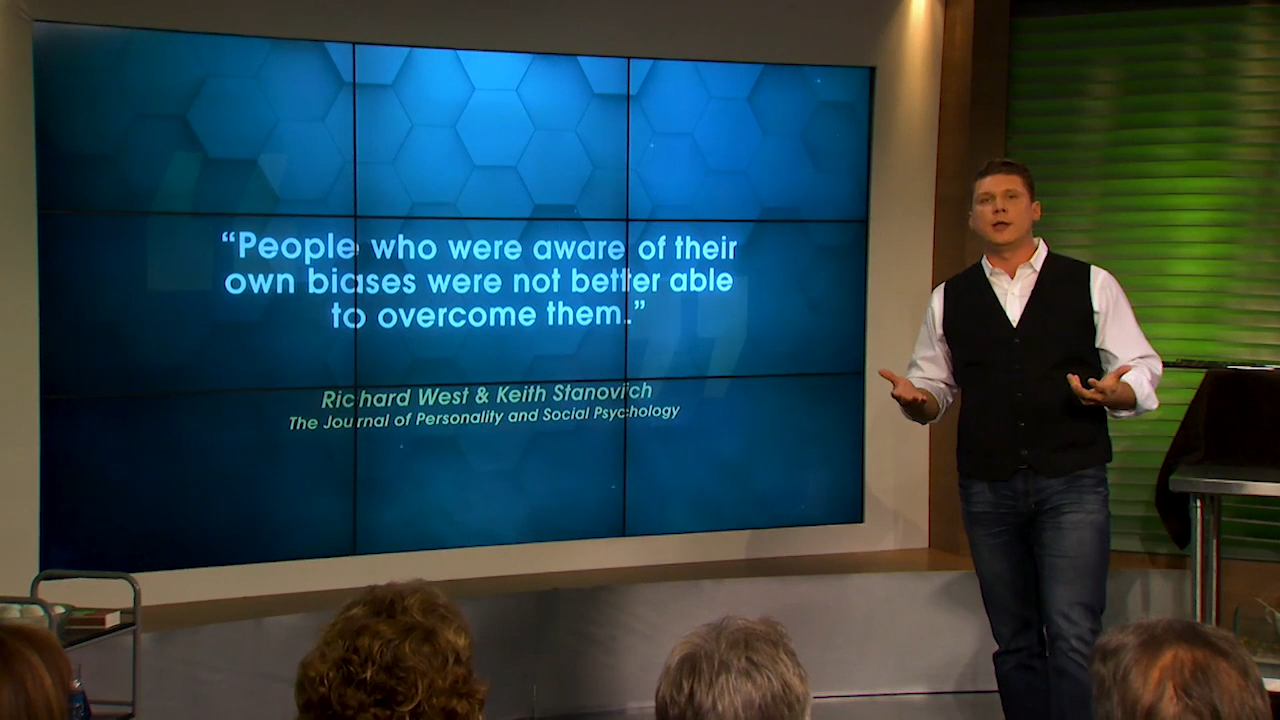 “People who were aware of their
own biases were not better able
to overcome them.”
Richard West & Keith Stanovich
The Journal of Personality and Social Psychology